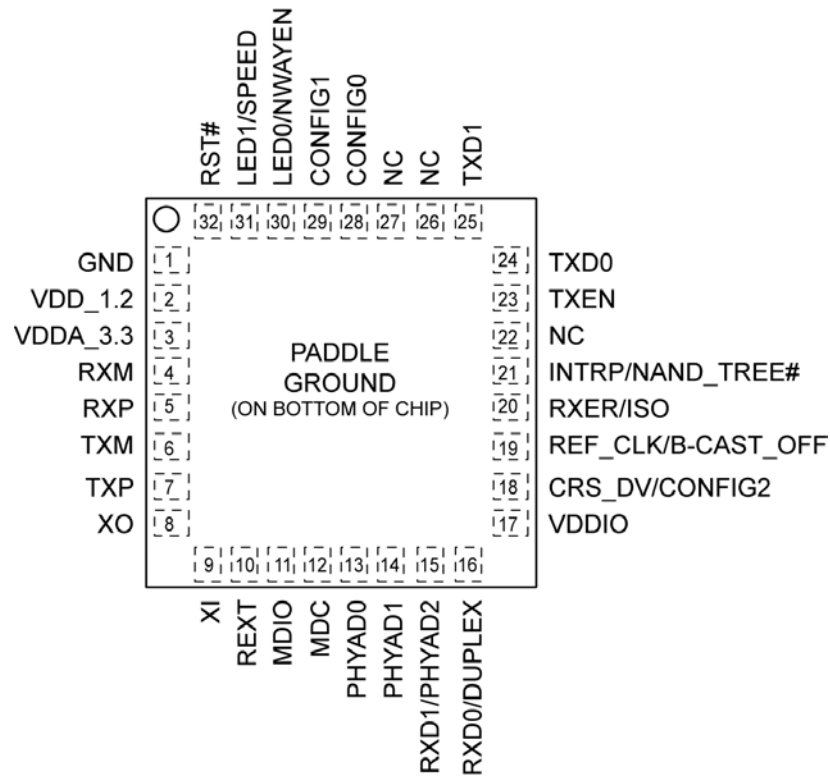 RST#
LED1/SPEED
LED0/NWAYEN
CONFIG1
CONFIG0
NC
NC
TXD1
32 31 30 29 28 27 26 25
GND 1
VDD_1.2 2
VDDA_3.3 3
RXM 4
RXP 5
TXM 6
TXP 7
XO 8
PADDLE
GROUND
(ON BOTTOM OF CHIP)
24 TXD0
23 TXEN
22 NC
21 INTRP/NAND_TREE#
20 RXER/ISO
19 REF_CLK/B-CAST_OFF
18 CRS_DV/CONFIG2
17 VDDIO
9 10 11 12 13 14 15 16
XI
REXT
MDIO
MDC
PHYAD0
PHYAD1
RXD1/PHYAD2
RXD0/DUPLEX